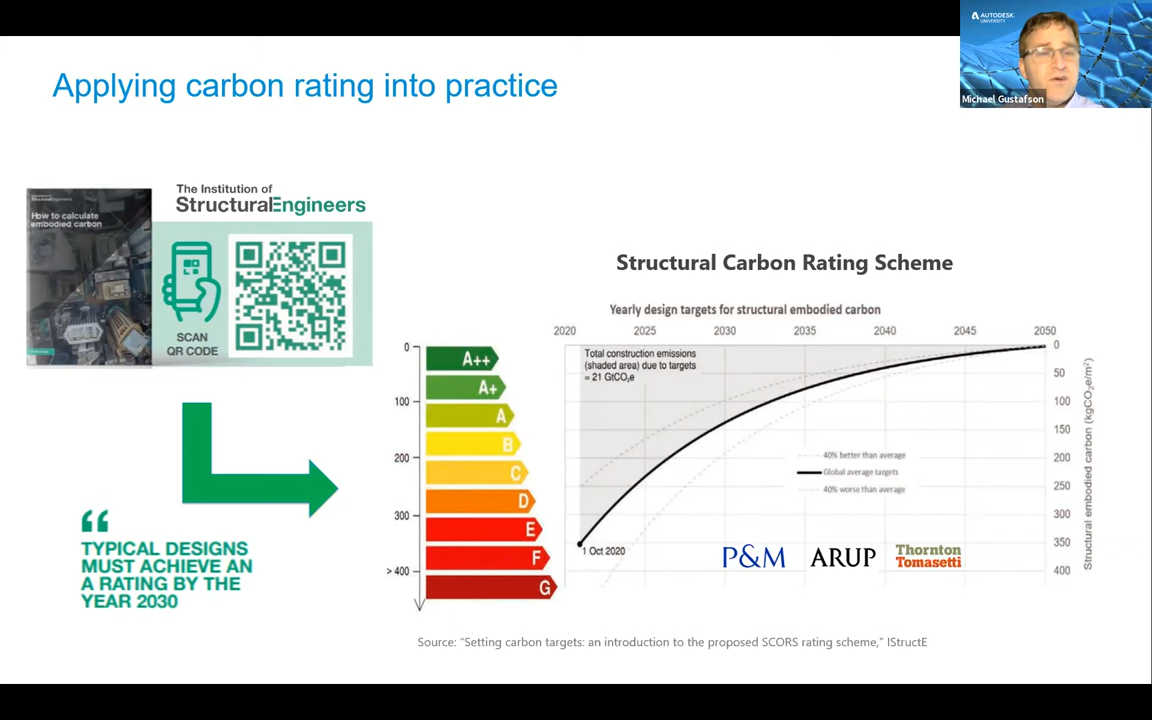 AUTODESK
UNIVERSITY
Michael Gustafson
Applying carbon rating into practice
How to calculate
embodied carbon
The Institution of
StructuralEngineers
SCAN
QR CODE
“
TYPICAL DESIGNS
MUST ACHIEVE AN
A RATING BY THE
YEAR 2030
Structural Carbon Rating Scheme
Yearly design targets for structural embodied carbon
2020 2025 2030 2035 2040 2045 2050
0
100
200
300
> 400
A++
A+
A
B
C
D
E
F
G
Total construction emissions
(shaded area) due to targets
= 21 GtCO₂e
40% better than average
Global average targets
40% worse than average
1 Oct 2020
P&M
ARUP
Thornton
Tomasetti
0
50
100
150
200
250
300
350
400
Structural embodied carbon (kgCO₂e/m²)
Source: “Setting carbon targets: an introduction to the proposed SCORS rating scheme,” IStructE